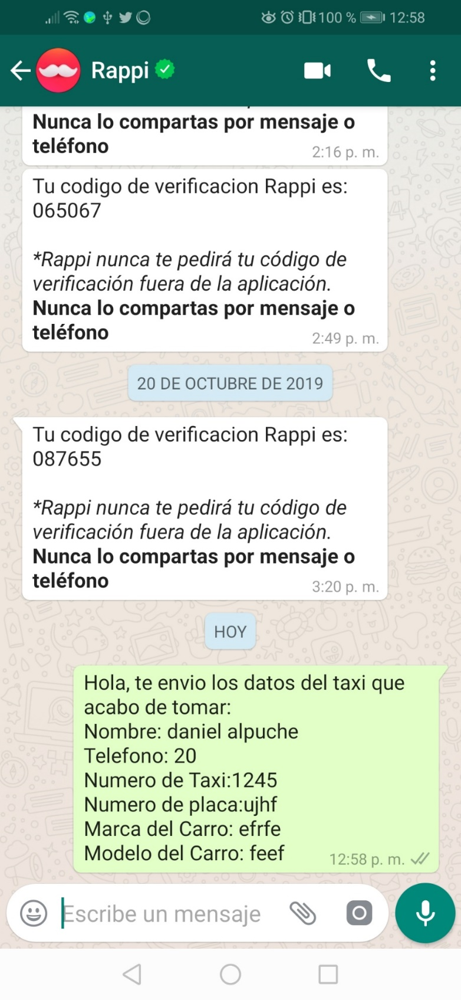 100 % 12:58
Rappi
Nunca lo compartas por mensaje o
teléfono
2:16 p. m.
Tu codigo de verificacion Rappi es:
065067
*Rappi nunca te pedirá tu código de
verificación fuera de la aplicación.
Nunca lo compartas por mensaje o
teléfono
2:49 p. m.
20 DE OCTUBRE DE 2019
Tu codigo de verificacion Rappi es:
087655
*Rappi nunca te pedirá tu código de
verificación fuera de la aplicación.
Nunca lo compartas por mensaje o
teléfono
3:20 p. m.
HOY
Hola, te envio los datos del taxi que
acabo de tomar:
Nombre: daniel alpuche
Telefono: 20
Numero de Taxi:1245
Numero de placa:ujhf
Marca del Carro: efrfe
Modelo del Carro: feef
12:58 p. m.
Escribe un mensaje